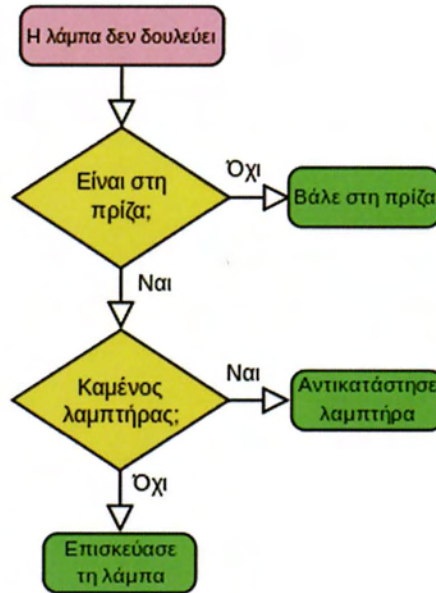 Η λάμπα δεν δουλεύει
Είναι στη
πρίζα;
Όχι
Βάλε στη πρίζα
Ναι
Καμένος
λαμπτήρας;
Ναι
Αντικατάστησε
λαμπτήρα
Όχι
Επισκεύασε
τη λάμπα